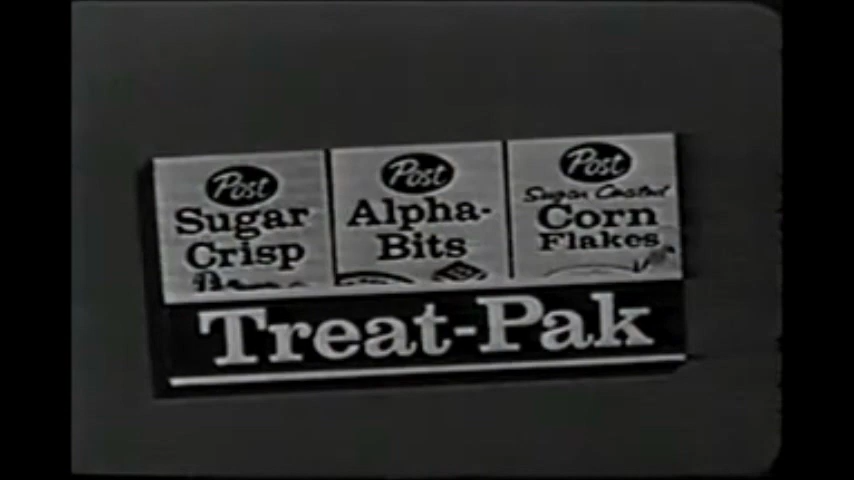 Post
Sugar
Crisp
Post
Alpha-
Bits
Post
Sugar Coated
Corn
Flakes
Treat-Pak